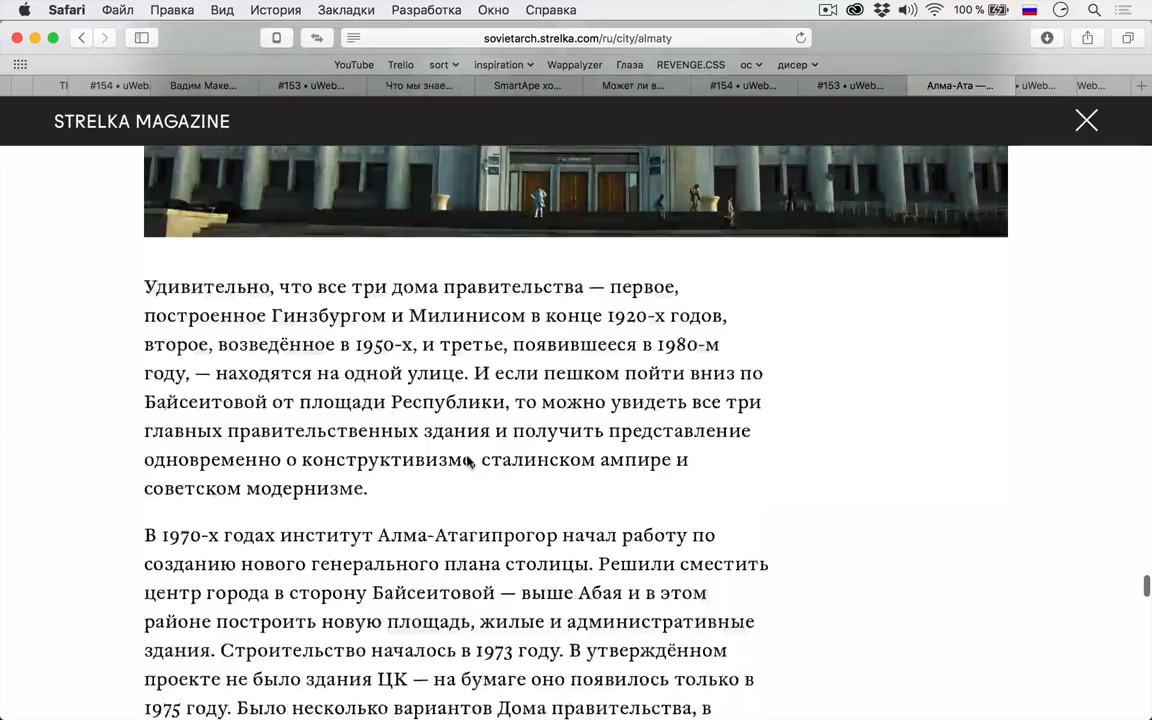 Safari Файл Правка Вид История Закладки Разработка Окно Справка 100 %
sovietarch.strelka.com/ru/city/almaty
YouTube Trello sort inspiration Wappalyzer Глаза REVENGE.CSS ос дисер
#154 • uWeb Вадим Маке... #153 • uWeb... Что мы знае... SmartApe хо... Может ли в... #154 • uWeb... #153 • uWeb... Алма-Ата —... • uWeb... Web...
STRELKA MAGAZINE
Удивительно, что все три дома правительства — первое,
построенное Гинзбургом и Милинисом в конце 1920-х годов,
второе, возведённое в 1950-х, и третье, появившееся в 1980-м
году, — находятся на одной улице. И если пешком пойти вниз по
Байсеитовой от площади Республики, то можно увидеть все три
главных правительственных здания и получить представление
одновременно о конструктивизме, сталинском ампире и
советском модернизме.
В 1970-х годах институт Алма-Атагипрогор начал работу по
созданию нового генерального плана столицы. Решили сместить
центр города в сторону Байсеитовой — выше Абая и в этом
районе построить новую площадь, жилые и административные
здания. Строительство началось в 1973 году. В утверждённом
проекте не было здания ЦК — на бумаге оно появилось только в
1975 году. Было несколько вариантов Дома правительства, в